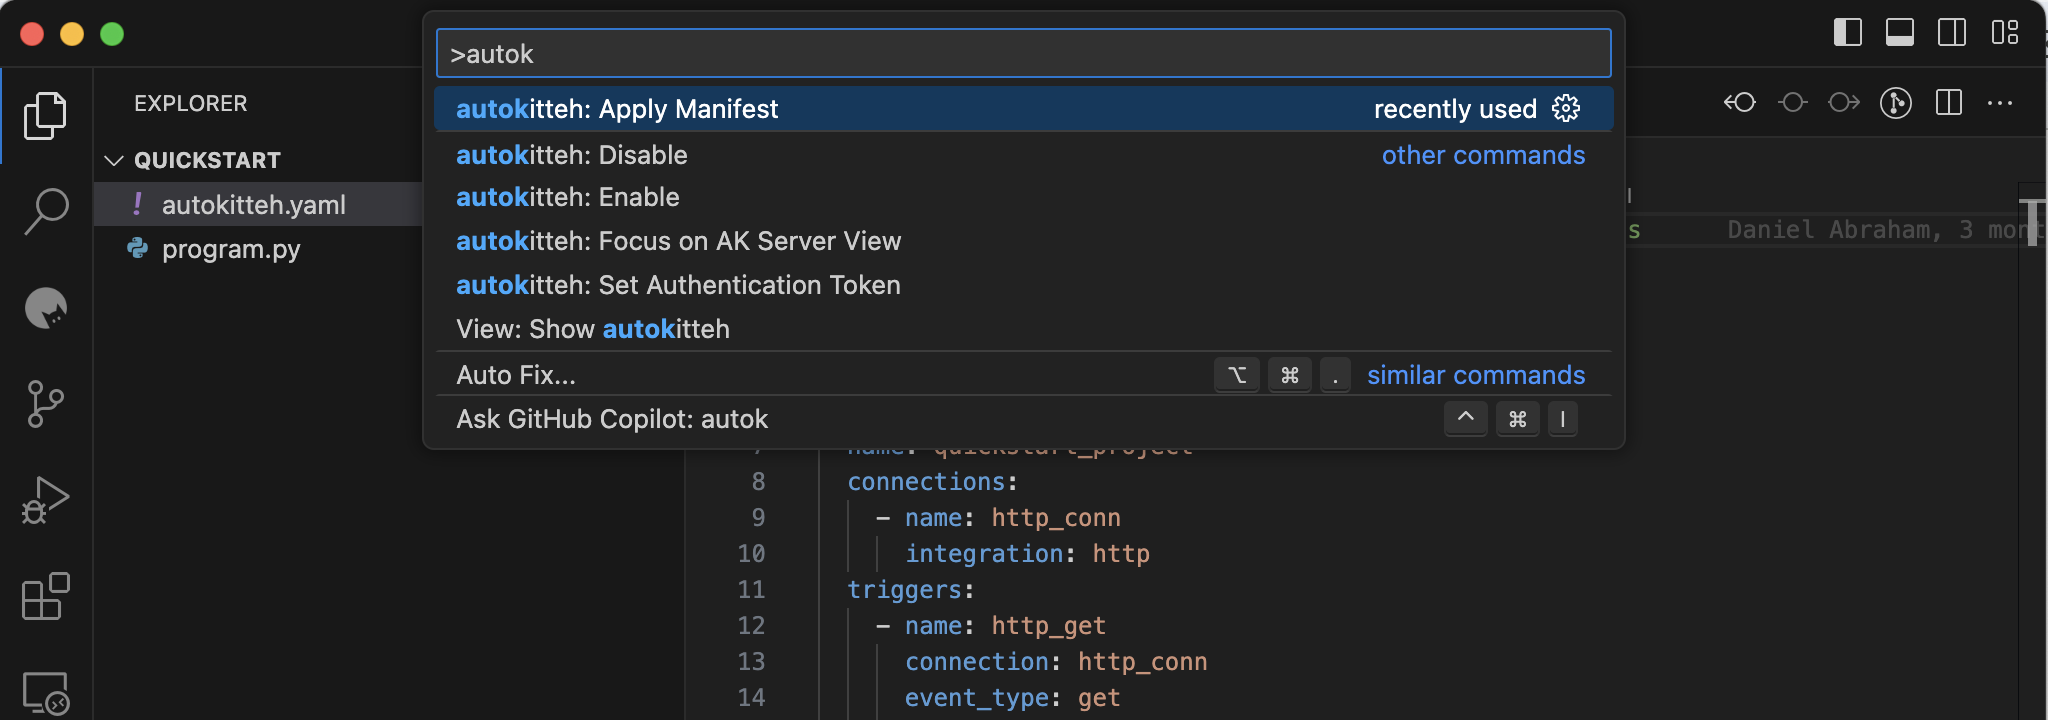 >autok
autokitteh: Apply Manifest recently used
autokitteh: Disable other commands
autokitteh: Enable
autokitteh: Focus on AK Server View
autokitteh: Set Authentication Token
View: Show autokitteh
Auto Fix... ⌥ ⌘ . similar commands
Ask GitHub Copilot: autok ^ ⌘ I
EXPLORER
QUICKSTART
! autokitteh.yaml
program.py
s Daniel Abraham, 3 mont
7 name: quickstart_project
8 connections:
9 - name: http_conn
10 integration: http
11 triggers:
12 - name: http_get
13 connection: http_conn
14 event_type: get